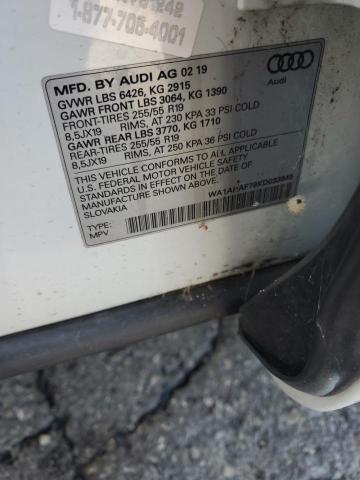 1-877-706-4001
MFD. BY AUDI AG 02 19
GVWR LBS 6426, KG 2915
GAWR FRONT LBS 3064, KG 1390
FRONT-TIRES 255/55 R19
8,5JX19 RIMS, AT 230 KPA 33 PSI COLD
GAWR REAR LBS 3770, KG 1710
REAR-TIRES 255/55 R19
8,5JX19 RIMS, AT 250 KPA 36 PSI COLD
THIS VEHICLE CONFORMS TO ALL APPLICABLE
U.S. FEDERAL MOTOR VEHICLE SAFETY STANDARDS
IN EFFECT ON THE DATE OF MANUFACTURE SHOWN ABOVE.
SLOVAKIA
TYPE:
MPV
Audi